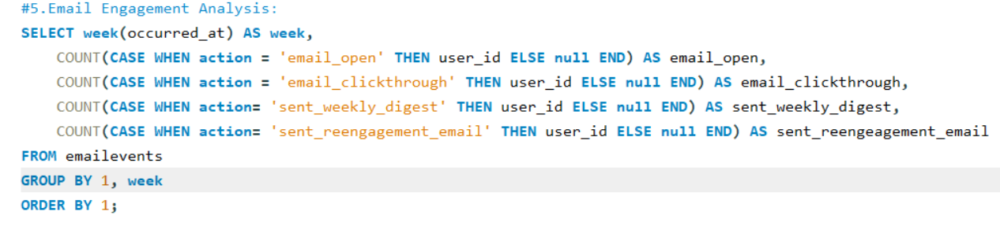 #5.Email Engagement Analysis:
SELECT week(occurred_at) AS week,
COUNT(CASE WHEN action = 'email_open' THEN user_id ELSE null END) AS email_open,
COUNT(CASE WHEN action = 'email_clickthrough' THEN user_id ELSE null END) AS email_clickthrough,
COUNT(CASE WHEN action= 'sent_weekly_digest' THEN user_id ELSE null END) AS sent_weekly_digest,
COUNT(CASE WHEN action= 'sent_reengagement_email' THEN user_id ELSE null END) AS sent_reengeagement_email
FROM emailevents
GROUP BY 1, week
ORDER BY 1;